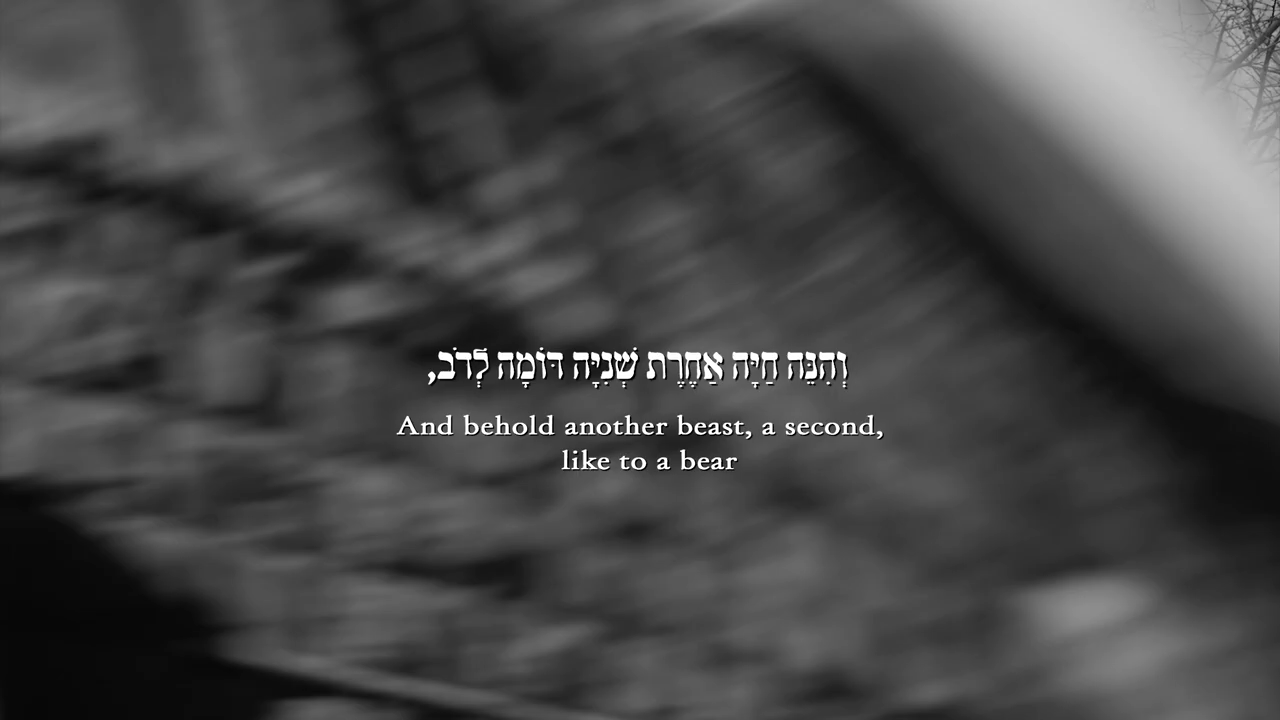 וְהִנֵּה חַיָּה אַחֶרֶת שְׁנִיָּה דּוֹמָה לְדֹב,
And behold another beast, a second,
like to a bear